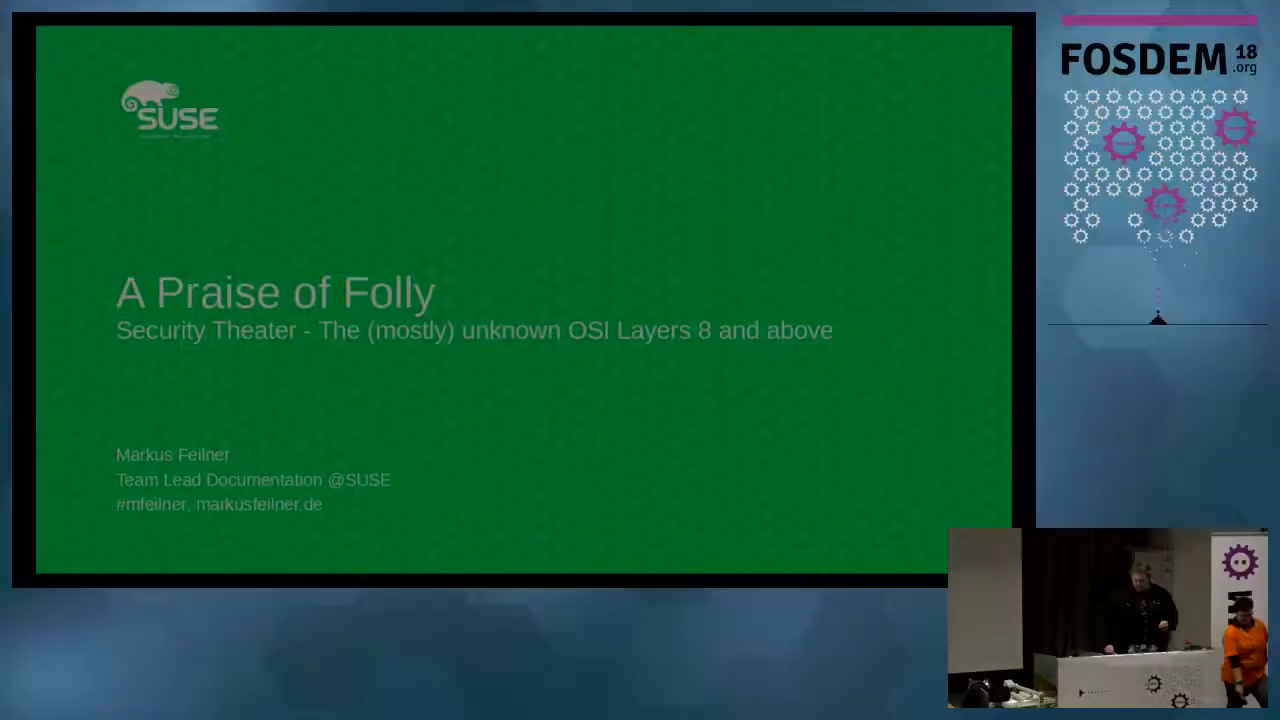 SUSE
A Praise of Folly
Security Theater - The (mostly) unknown OSI Layers 8 and above
Markus Feilner
Team Lead Documentation @SUSE
#mfeilner, markusfeilner.de
FOSDEM 18
.org